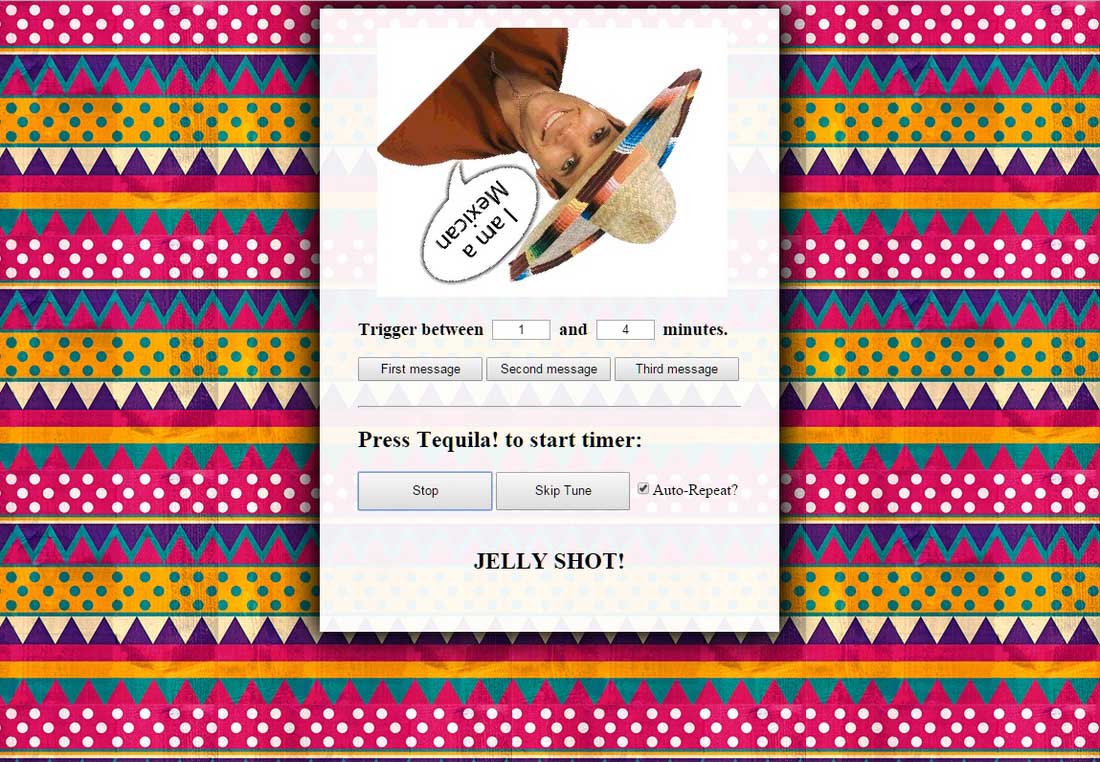 I am a
Mexican
Trigger between 1 and 4 minutes.
First message Second message Third message
Press Tequila! to start timer:
Stop Skip Tune Auto-Repeat?
JELLY SHOT!